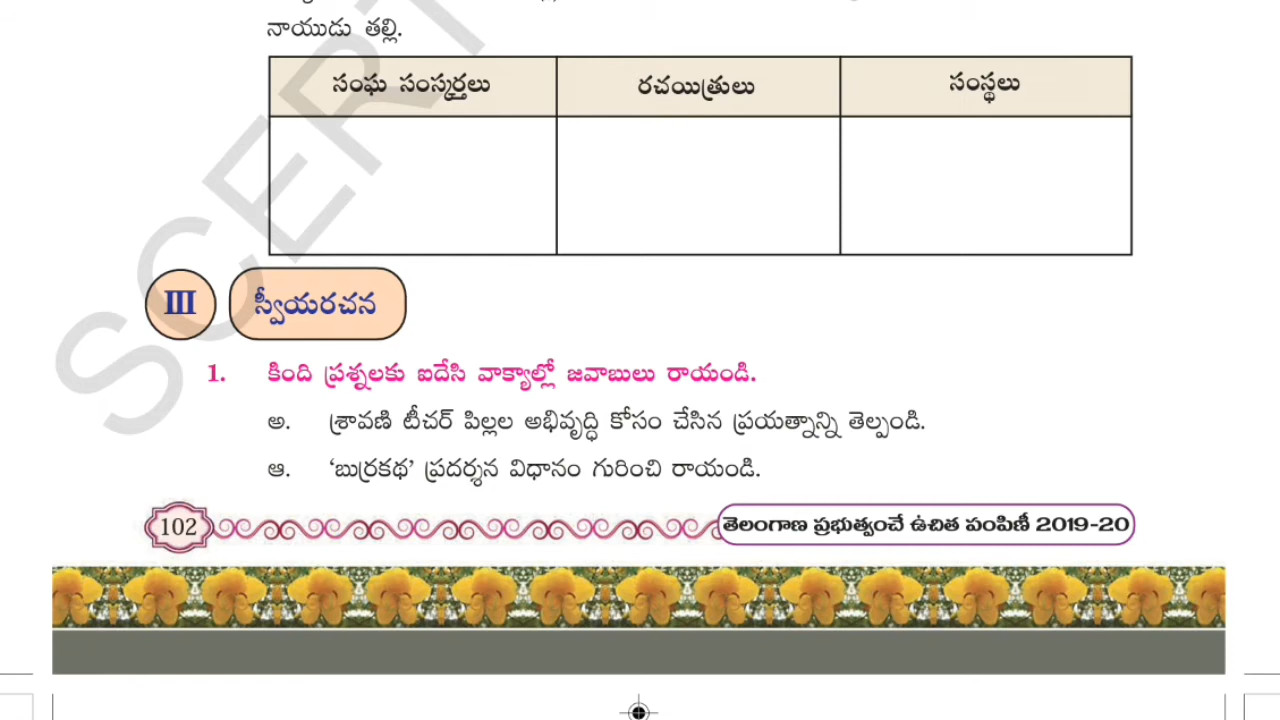 నాయుడు తల్లి.
సంఘ సంస్కర్తలు రచయిత్రులు సంస్థలు
SCERT
III స్వీయరచన
1. కింది ప్రశ్నలకు ఐదేసి వాక్యాల్లో జవాబులు రాయండి.
అ. శ్రావణి టీచర్ పిల్లల అభివృద్ధి కోసం చేసిన ప్రయత్నాన్ని తెల్పండి.
ఆ. ‘బుర్రకథ’ ప్రదర్శన విధానం గురించి రాయండి.
102 తెలంగాణ ప్రభుత్వంచే ఉచిత పంపిణీ 2019-20